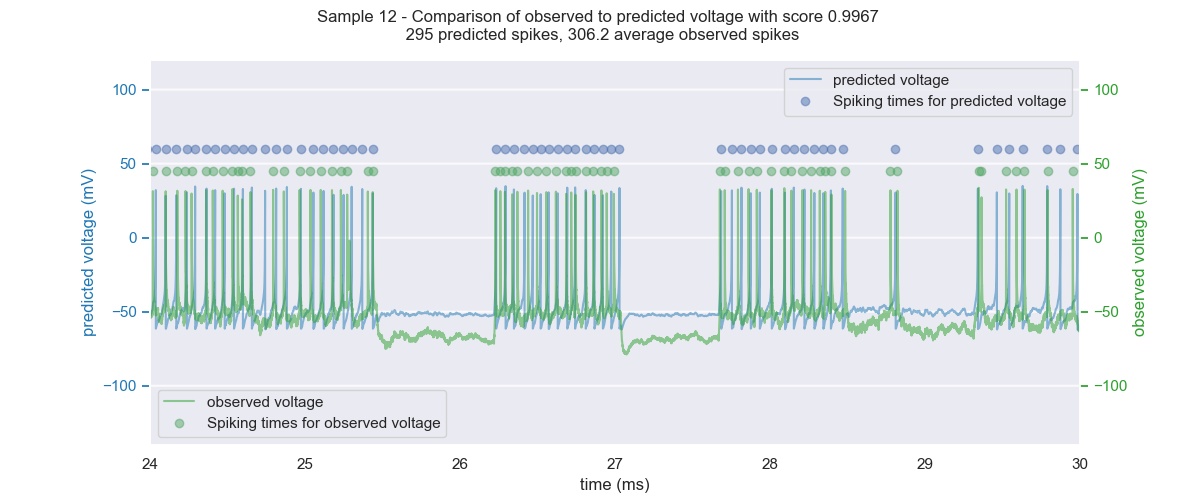 Sample 12 - Comparison of observed to predicted voltage with score 0.9967
295 predicted spikes, 306.2 average observed spikes
predicted voltage
Spiking times for predicted voltage
100
50
0
−50
−100
predicted voltage (mV)
100
50
0
−50
−100
observed voltage (mV)
observed voltage
Spiking times for observed voltage
24 25 26 27 28 29 30
time (ms)